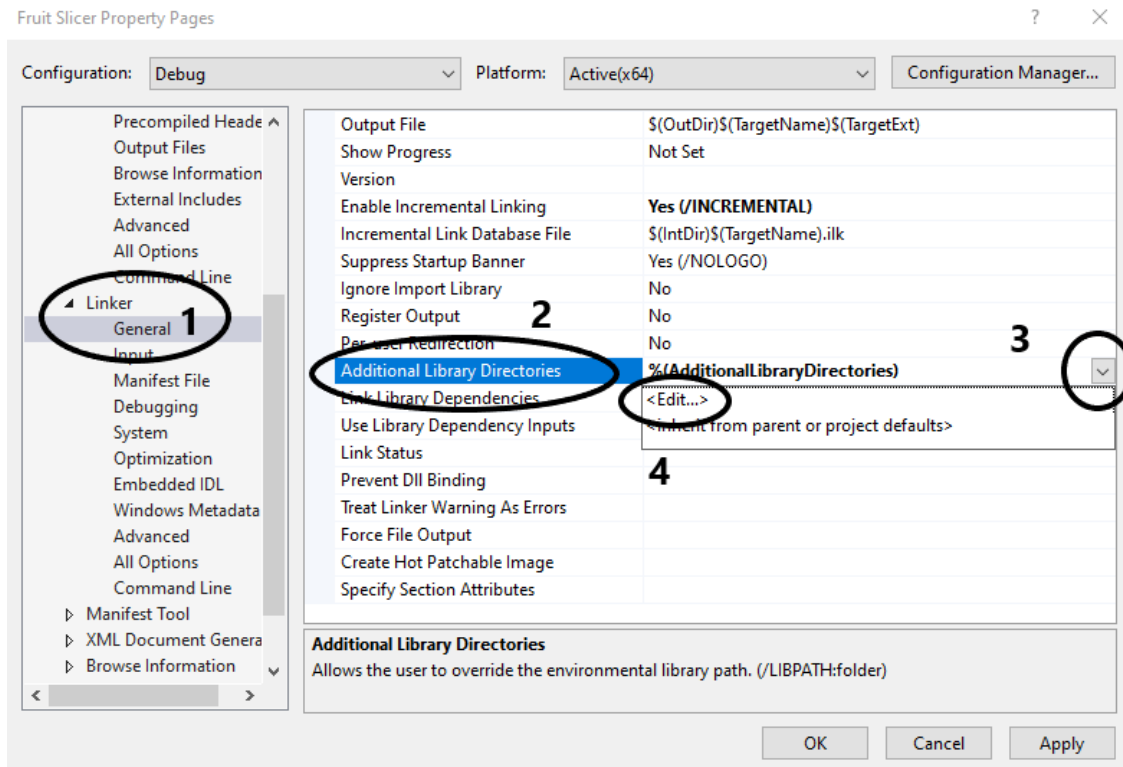 Fruit Slicer Property Pages ? ×
Configuration: Debug Platform: Active(x64) Configuration Manager...
Precompiled Heade
Output Files
Browse Information
External Includes
Advanced
All Options
Command Line
Linker
General 1
Input
Manifest File
Debugging
System
Optimization
Embedded IDL
Windows Metadata
Advanced
All Options
Command Line
Manifest Tool
XML Document Genera
Browse Information
Output File $(OutDir)$(TargetName)$(TargetExt)
Show Progress Not Set
Version
Enable Incremental Linking Yes (/INCREMENTAL)
Incremental Link Database File $(IntDir)$(TargetName).ilk
Suppress Startup Banner Yes (/NOLOGO)
Ignore Import Library No
Register Output 2 No
Per-user Redirection No 3
Additional Library Directories %(AdditionalLibraryDirectories)
Link Library Dependencies <Edit...>
Use Library Dependency Inputs <inherit from parent or project defaults>
Link Status
Prevent Dll Binding 4
Treat Linker Warning As Errors
Force File Output
Create Hot Patchable Image
Specify Section Attributes
Additional Library Directories
Allows the user to override the environmental library path. (/LIBPATH:folder)
OK Cancel Apply